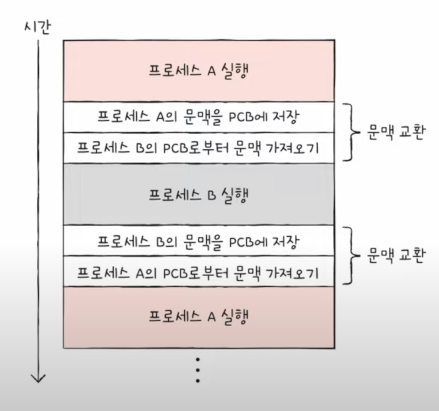 시간
프로세스 A 실행
프로세스 A의 문맥을 PCB에 저장
프로세스 B의 PCB로부터 문맥 가져오기
문맥 교환
프로세스 B 실행
프로세스 B의 문맥을 PCB에 저장
프로세스 A의 PCB로부터 문맥 가져오기
문맥 교환
프로세스 A 실행